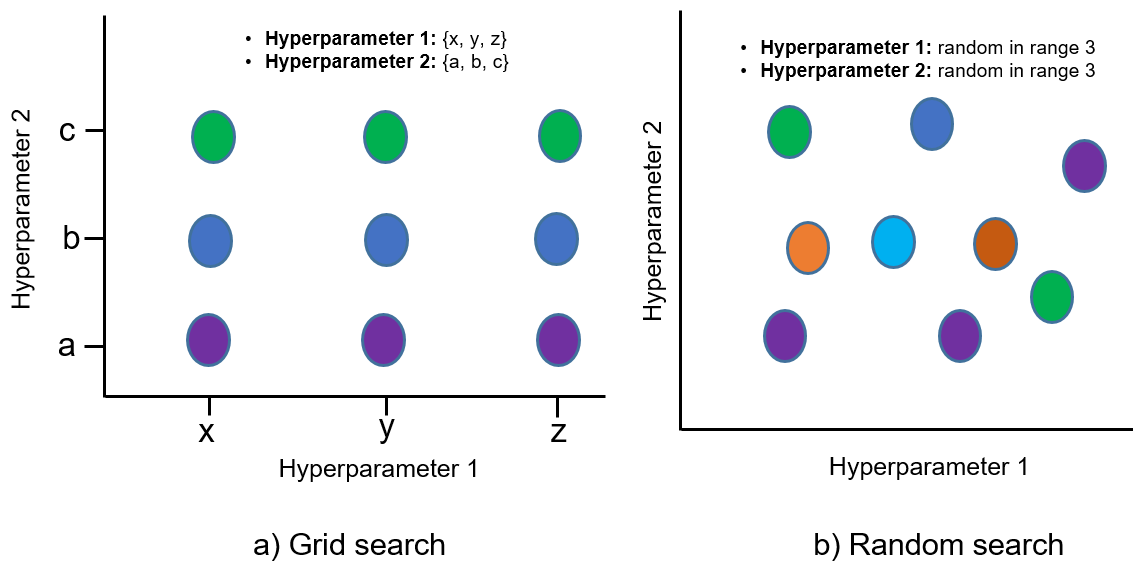 • Hyperparameter 1: {x, y, z}
• Hyperparameter 2: {a, b, c}
Hyperparameter 2
c
b
a
x y z
Hyperparameter 1
a) Grid search
• Hyperparameter 1: random in range 3
• Hyperparameter 2: random in range 3
Hyperparameter 2
Hyperparameter 1
b) Random search